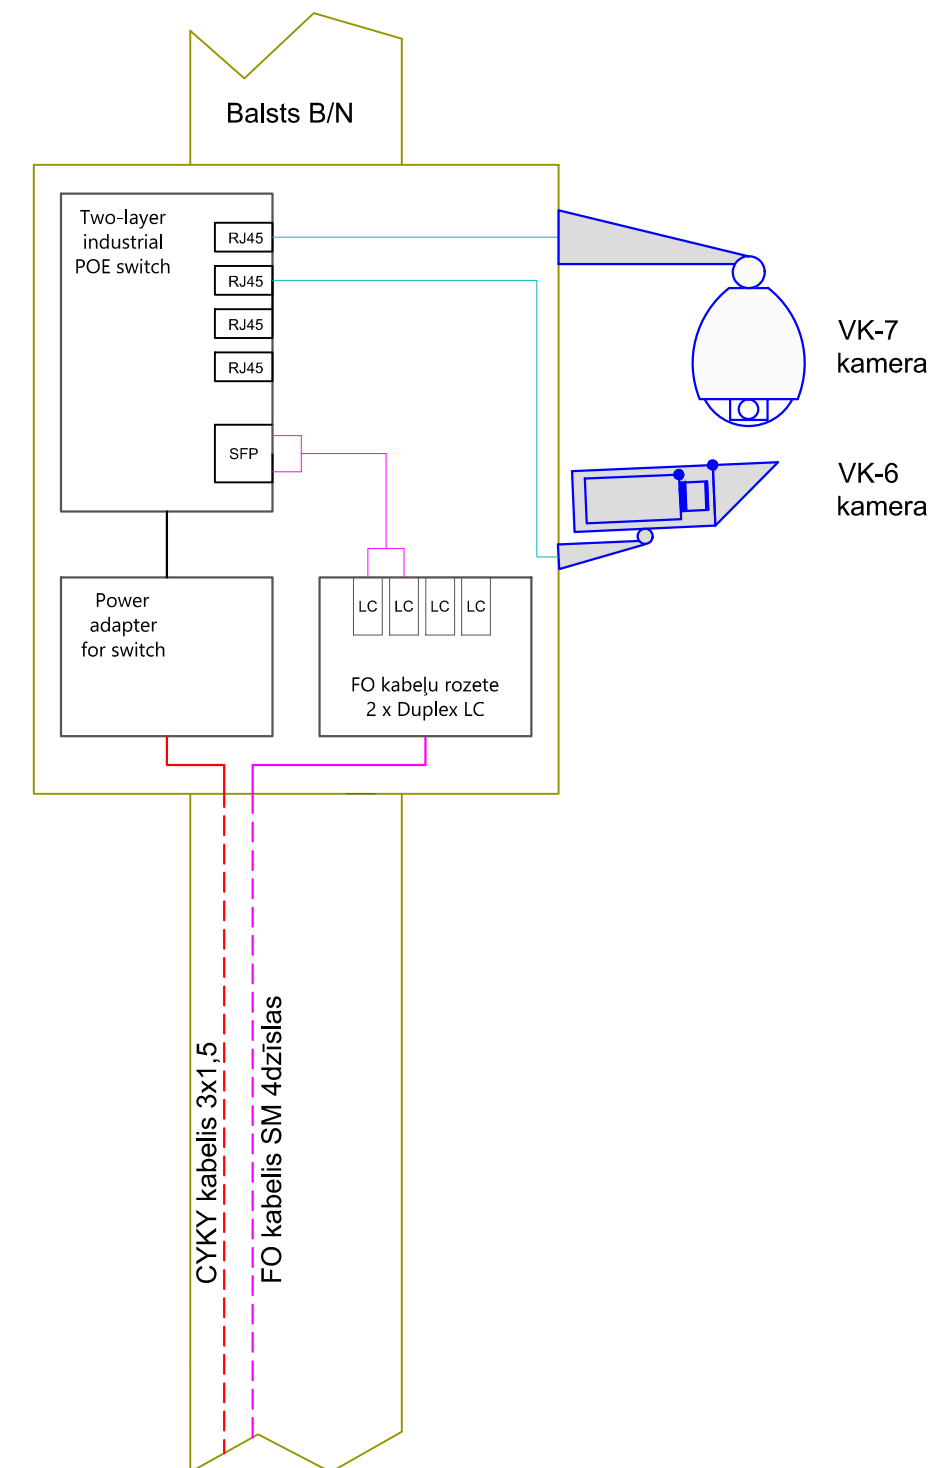 Balsts B/N
Two-layer
industrial
POE switch
RJ45
RJ45
RJ45
RJ45
SFP
VK-7
kamera
VK-6
kamera
Power
adapter
for switch
LC
LC
LC
LC
FO kabeļu rozete
2 x Duplex LC
CYKY kabelis 3x1,5
FO kabelis SM 4dzīslas